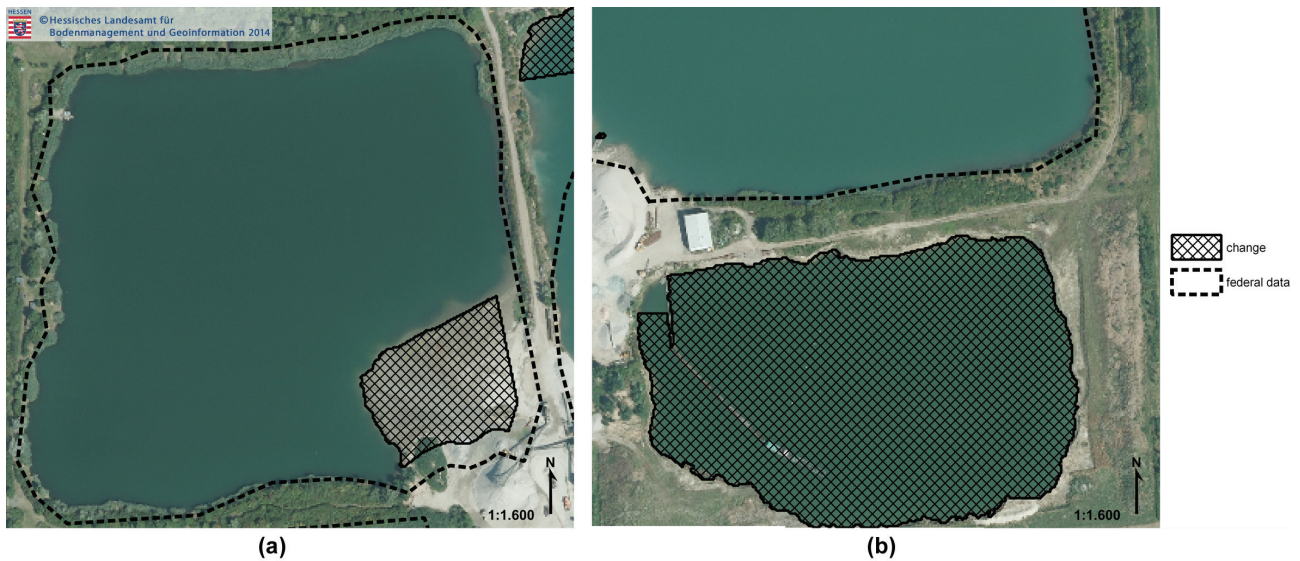 HESSEN
©Hessisches Landesamt für
Bodenmanagement und Geoinformation 2014
change
federal data
N
1:1.600
N
1:1.600
(a)
(b)